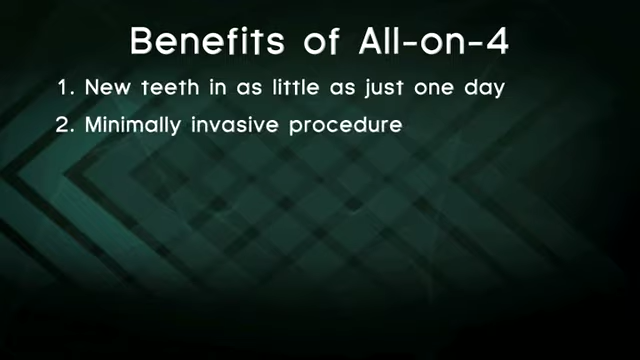 Benefits of All-on-4
1. New teeth in as little as just one day
2. Minimally invasive procedure